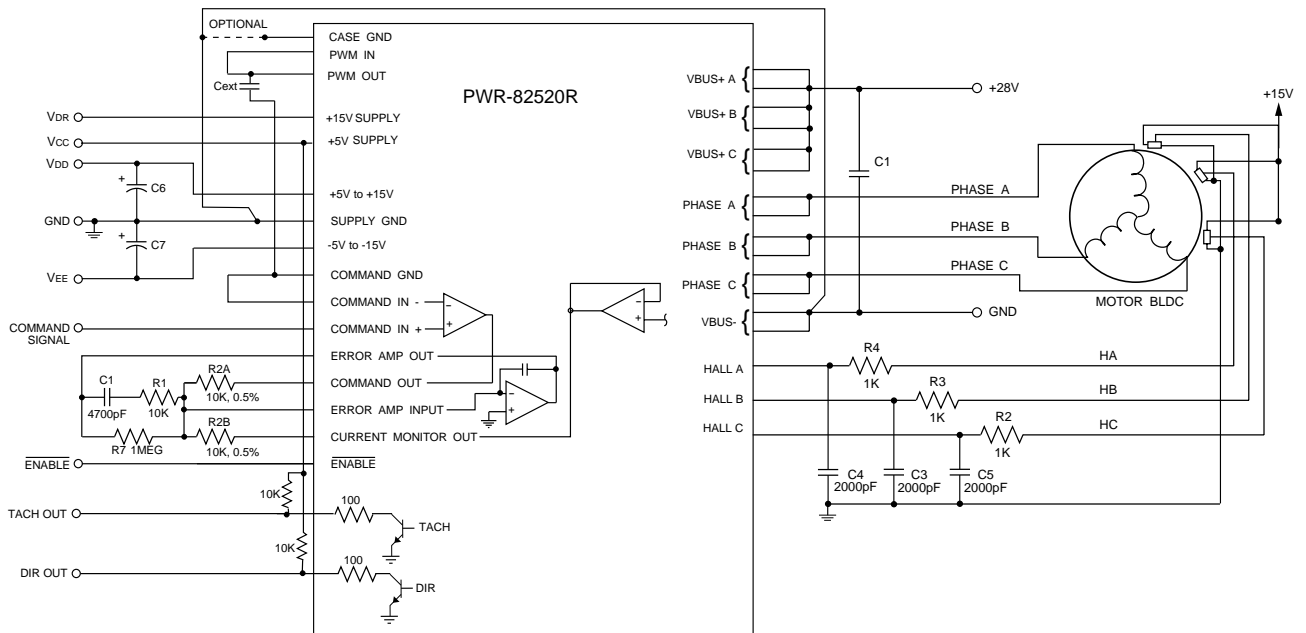 OPTIONAL
CASE GND
PWM IN
PWM OUT
Cext
PWR-82520R
VDR
+15V SUPPLY
VCC
+5V SUPPLY
VDD
C6
+
+5V to +15V
GND
SUPPLY GND
C7
+
-5V to -15V
VEE
COMMAND GND
COMMAND IN -
COMMAND IN +
COMMAND
SIGNAL
ERROR AMP OUT
COMMAND OUT
ERROR AMP INPUT
CURRENT MONITOR OUT
ENABLE
-
+
-
+
-
+
C1
4700pF
R1
10K
R2A
10K, 0.5%
R2B
10K, 0.5%
R7 1MEG
ENABLE
10K
TACH OUT
100
TACH
10K
DIR OUT
100
DIR
VBUS+ A {
VBUS+ B {
VBUS+ C {
PHASE A {
PHASE B {
PHASE C {
VBUS- {
HALL A
HALL B
HALL C
C1
+28V
+15V
PHASE A
PHASE B
PHASE C
MOTOR BLDC
GND
R4
1K
HA
R3
1K
HB
R2
1K
HC
C4
2000pF
C3
2000pF
C5
2000pF